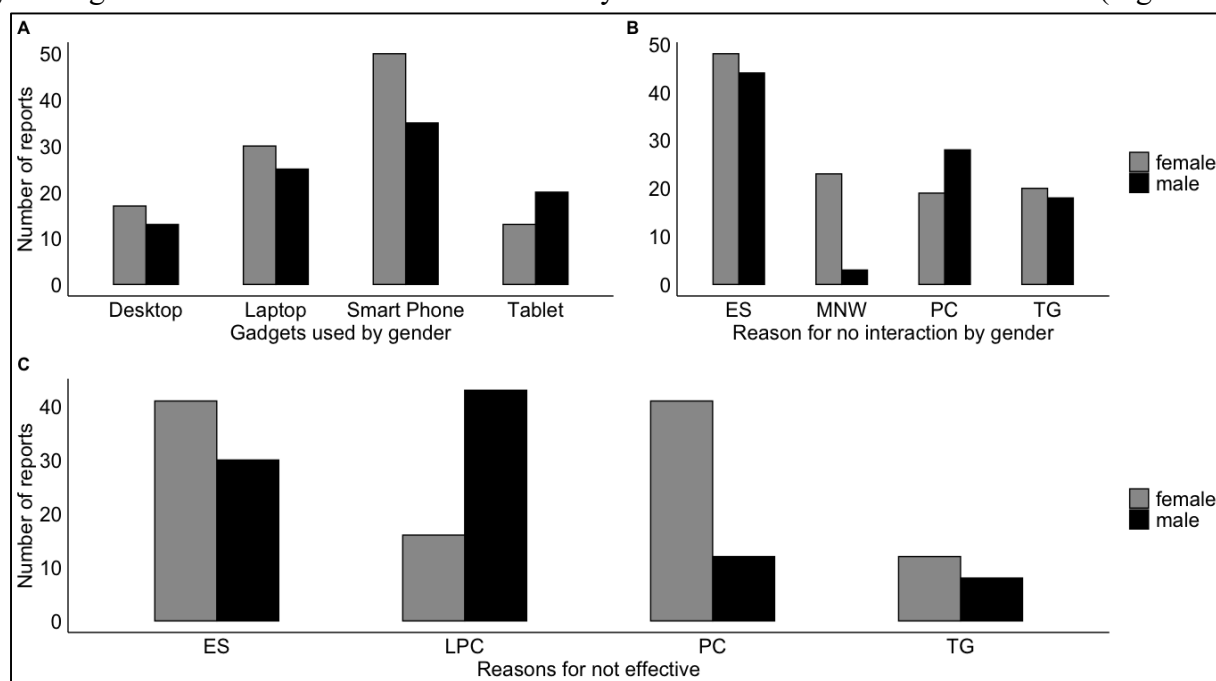 A
Number of reports
50
40
30
20
10
0
Desktop Laptop Smart Phone Tablet
Gadgets used by gender
B
50
40
30
20
10
0
ES MNW PC TG
Reason for no interaction by gender
female
male
C
Number of reports
40
30
20
10
0
ES LPC PC TG
Reasons for not effective
female
male